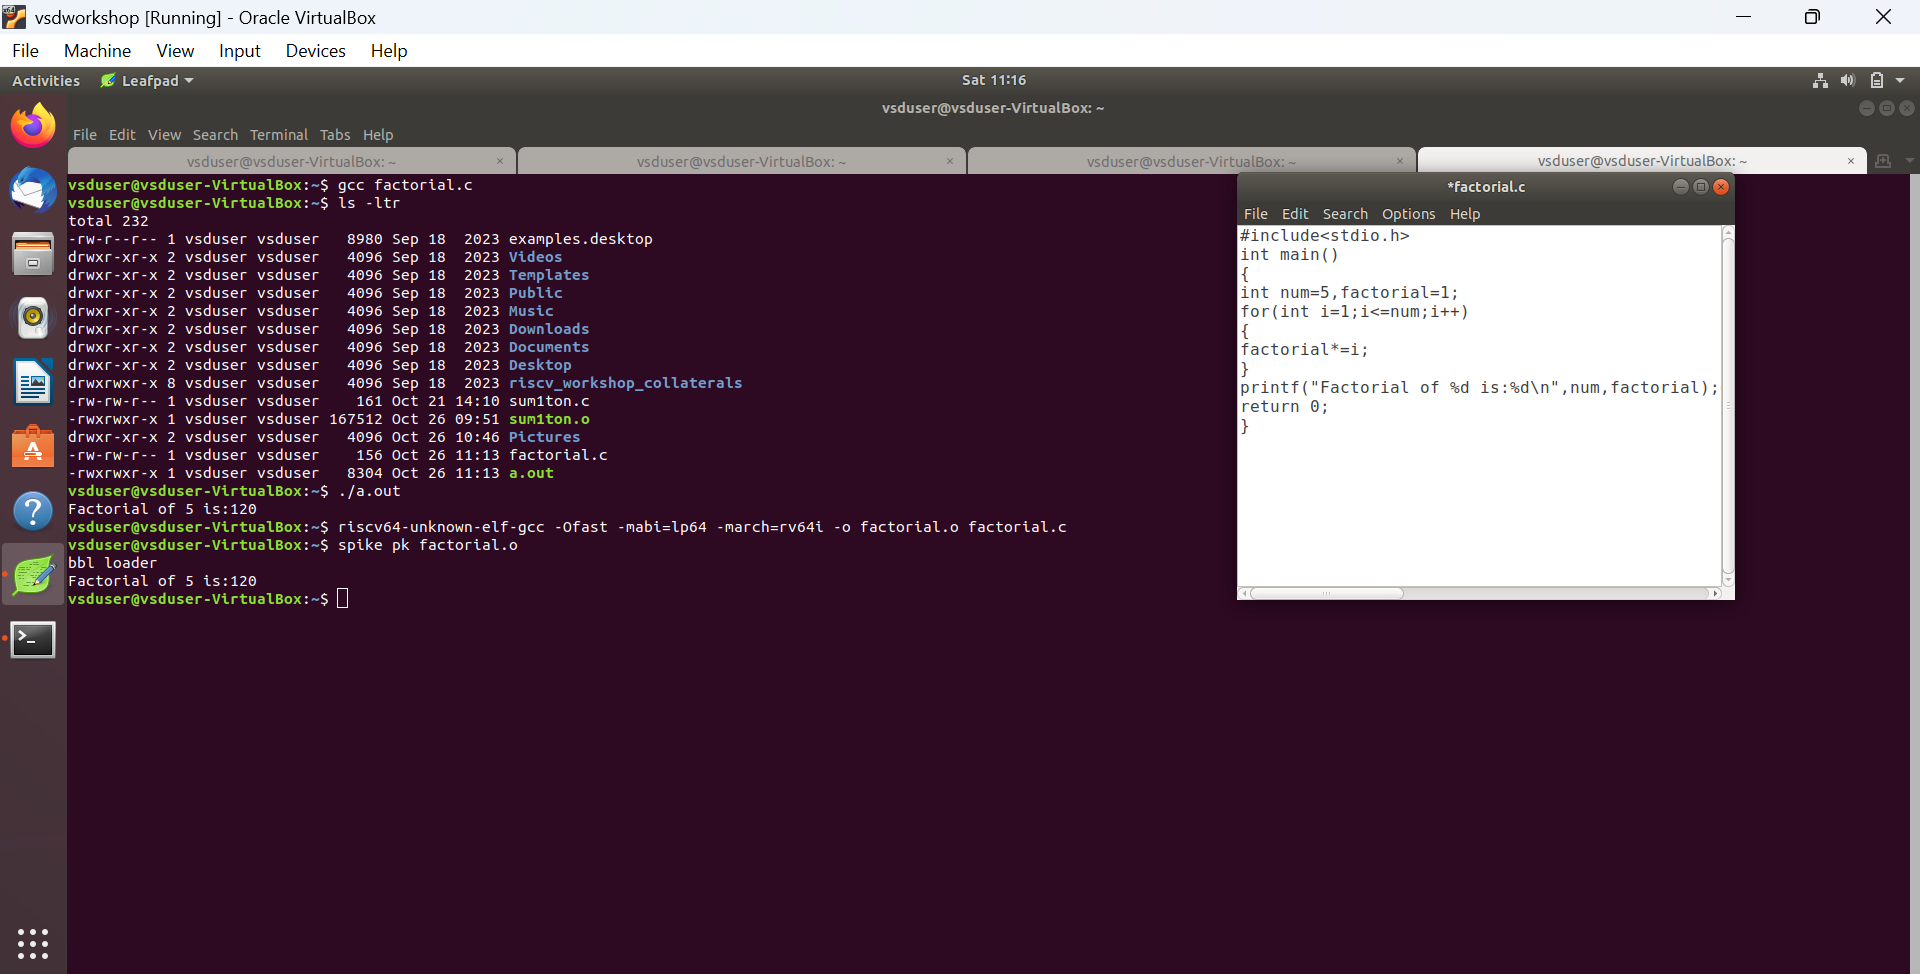 vsdworkshop [Running] - Oracle VirtualBox
File Machine View Input Devices Help
Activities Leafpad Sat 11:16
vsduser@vsduser-VirtualBox: ~
File Edit View Search Terminal Tabs Help
vsduser@vsduser-VirtualBox: ~ × vsduser@vsduser-VirtualBox: ~ × vsduser@vsduser-VirtualBox: ~ × vsduser@vsduser-VirtualBox: ~ ×
vsduser@vsduser-VirtualBox:~$ gcc factorial.c
vsduser@vsduser-VirtualBox:~$ ls -ltr
total 232
-rw-r--r-- 1 vsduser vsduser   8980 Sep 18  2023 examples.desktop
drwxr-xr-x 2 vsduser vsduser   4096 Sep 18  2023 Videos
drwxr-xr-x 2 vsduser vsduser   4096 Sep 18  2023 Templates
drwxr-xr-x 2 vsduser vsduser   4096 Sep 18  2023 Public
drwxr-xr-x 2 vsduser vsduser   4096 Sep 18  2023 Music
drwxr-xr-x 2 vsduser vsduser   4096 Sep 18  2023 Downloads
drwxr-xr-x 2 vsduser vsduser   4096 Sep 18  2023 Documents
drwxr-xr-x 2 vsduser vsduser   4096 Sep 18  2023 Desktop
drwxrwxr-x 8 vsduser vsduser   4096 Sep 18  2023 riscv_workshop_collaterals
-rw-rw-r-- 1 vsduser vsduser    161 Oct 21 14:10 sum1ton.c
-rwxrwxr-x 1 vsduser vsduser 167512 Oct 26 09:51 sum1ton.o
drwxr-xr-x 2 vsduser vsduser   4096 Oct 26 10:46 Pictures
-rw-rw-r-- 1 vsduser vsduser    156 Oct 26 11:13 factorial.c
-rwxrwxr-x 1 vsduser vsduser   8304 Oct 26 11:13 a.out
vsduser@vsduser-VirtualBox:~$ ./a.out
Factorial of 5 is:120
vsduser@vsduser-VirtualBox:~$ riscv64-unknown-elf-gcc -Ofast -mabi=lp64 -march=rv64i -o factorial.o factorial.c
vsduser@vsduser-VirtualBox:~$ spike pk factorial.o
bbl loader
Factorial of 5 is:120
vsduser@vsduser-VirtualBox:~$
*factorial.c
File Edit Search Options Help
#include<stdio.h>
int main()
{
int num=5,factorial=1;
for(int i=1;i<=num;i++)
{
factorial*=i;
}
printf("Factorial of %d is:%d\n",num,factorial);
return 0;
}